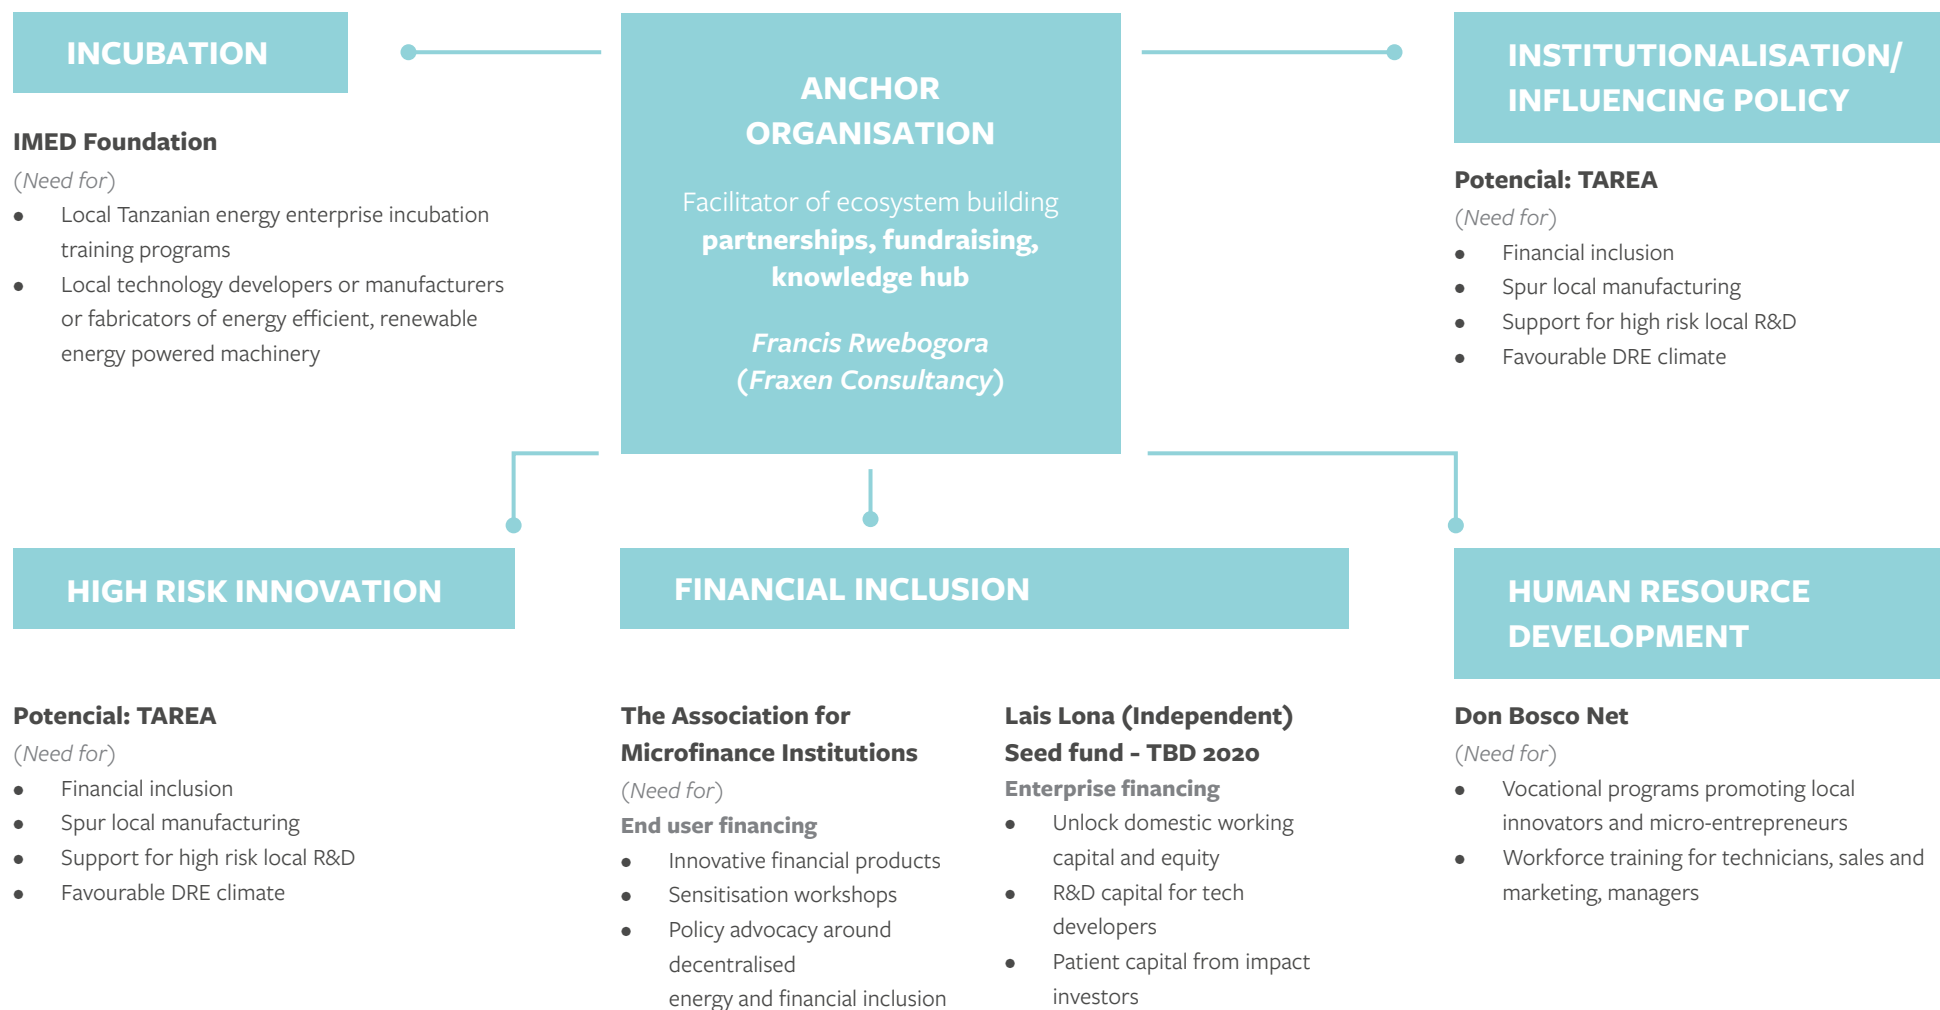 INCUBATION
IMED Foundation
(Need for)
● Local Tanzanian energy enterprise incubation
training programs
● Local technology developers or manufacturers
or fabricators of energy efficient, renewable
energy powered machinery
ANCHOR
ORGANISATION
Facilitator of ecosystem building
partnerships, fundraising,
knowledge hub
Francis Rwebogora
(Fraxen Consultancy)
INSTITUTIONALISATION/
INFLUENCING POLICY
Potencial: TAREA
(Need for)
● Financial inclusion
● Spur local manufacturing
● Support for high risk local R&D
● Favourable DRE climate
HIGH RISK INNOVATION
Potencial: TAREA
(Need for)
● Financial inclusion
● Spur local manufacturing
● Support for high risk local R&D
● Favourable DRE climate
FINANCIAL INCLUSION
The Association for
Microfinance Institutions
(Need for)
End user financing
● Innovative financial products
● Sensitisation workshops
● Policy advocacy around
decentralised
energy and financial inclusion
Lais Lona (Independent)
Seed fund - TBD 2020
Enterprise financing
● Unlock domestic working
capital and equity
● R&D capital for tech
developers
● Patient capital from impact
investors
HUMAN RESOURCE
DEVELOPMENT
Don Bosco Net
(Need for)
● Vocational programs promoting local
innovators and micro-entrepreneurs
● Workforce training for technicians, sales and
marketing, managers